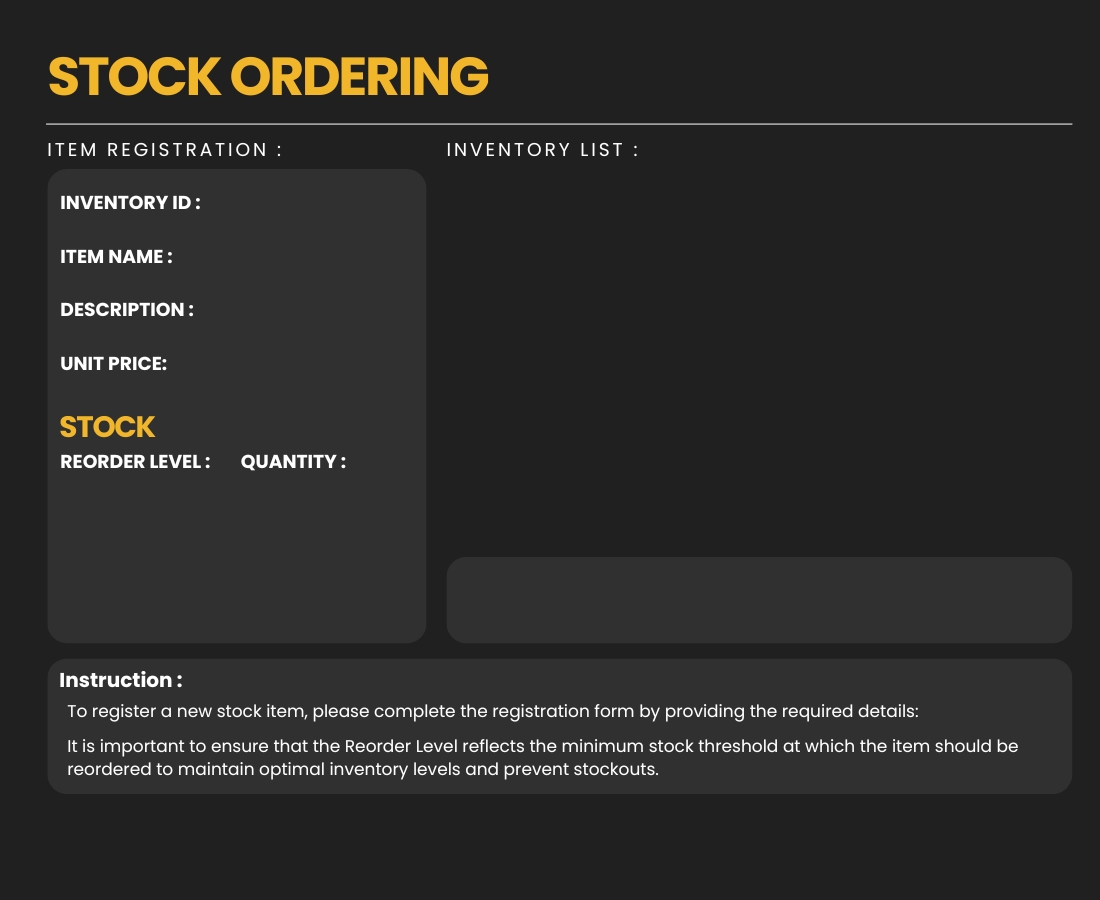 STOCK ORDERING
ITEM REGISTRATION :
INVENTORY LIST :
INVENTORY ID :
ITEM NAME :
DESCRIPTION :
UNIT PRICE:
STOCK
REORDER LEVEL : QUANTITY :
Instruction :
To register a new stock item, please complete the registration form by providing the required details:
It is important to ensure that the Reorder Level reflects the minimum stock threshold at which the item should be
reordered to maintain optimal inventory levels and prevent stockouts.